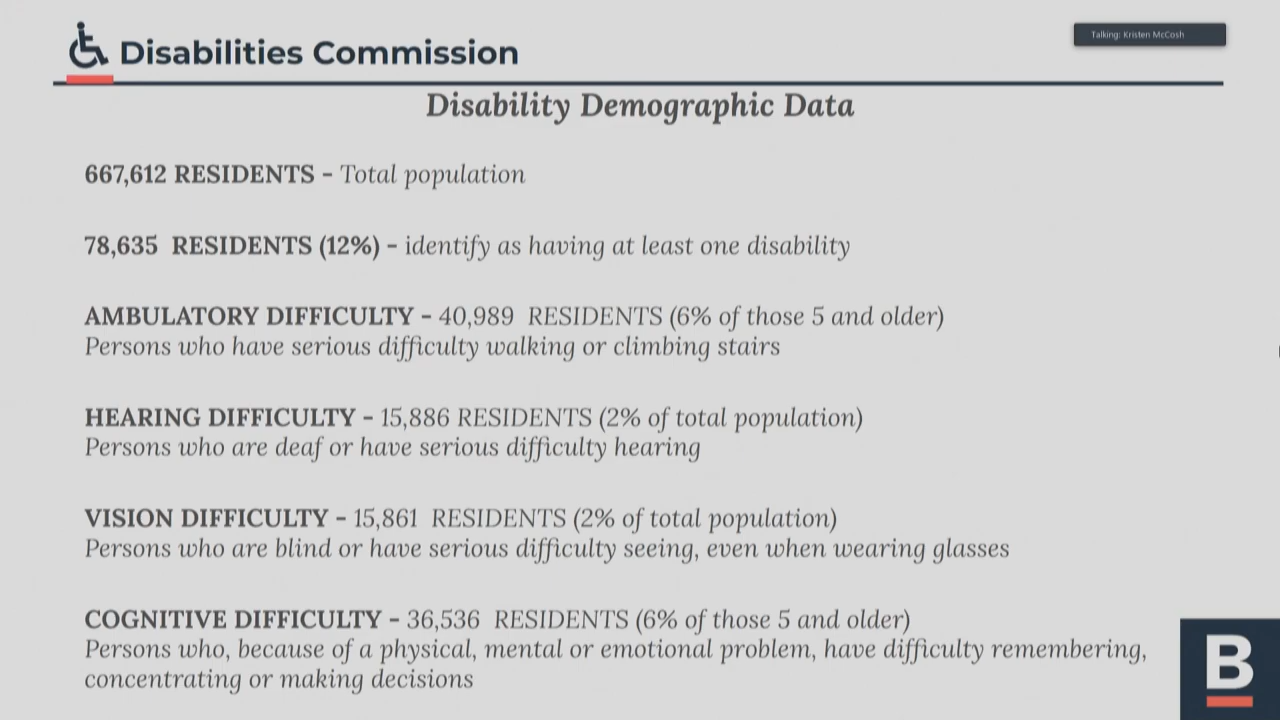 Disabilities Commission
Talking: Kristen McCosh
Disability Demographic Data
667,612 RESIDENTS - Total population
78,635 RESIDENTS (12%) - identify as having at least one disability
AMBULATORY DIFFICULTY - 40,989 RESIDENTS (6% of those 5 and older)
Persons who have serious difficulty walking or climbing stairs
HEARING DIFFICULTY - 15,886 RESIDENTS (2% of total population)
Persons who are deaf or have serious difficulty hearing
VISION DIFFICULTY - 15,861 RESIDENTS (2% of total population)
Persons who are blind or have serious difficulty seeing, even when wearing glasses
COGNITIVE DIFFICULTY - 36,536 RESIDENTS (6% of those 5 and older)
Persons who, because of a physical, mental or emotional problem, have difficulty remembering,
concentrating or making decisions
B